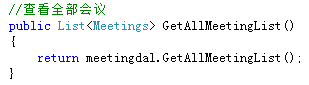 //查看全部会议
public List<Meetings> GetAllMeetingList()
{
    return meetingdal.GetAllMeetingList();
}